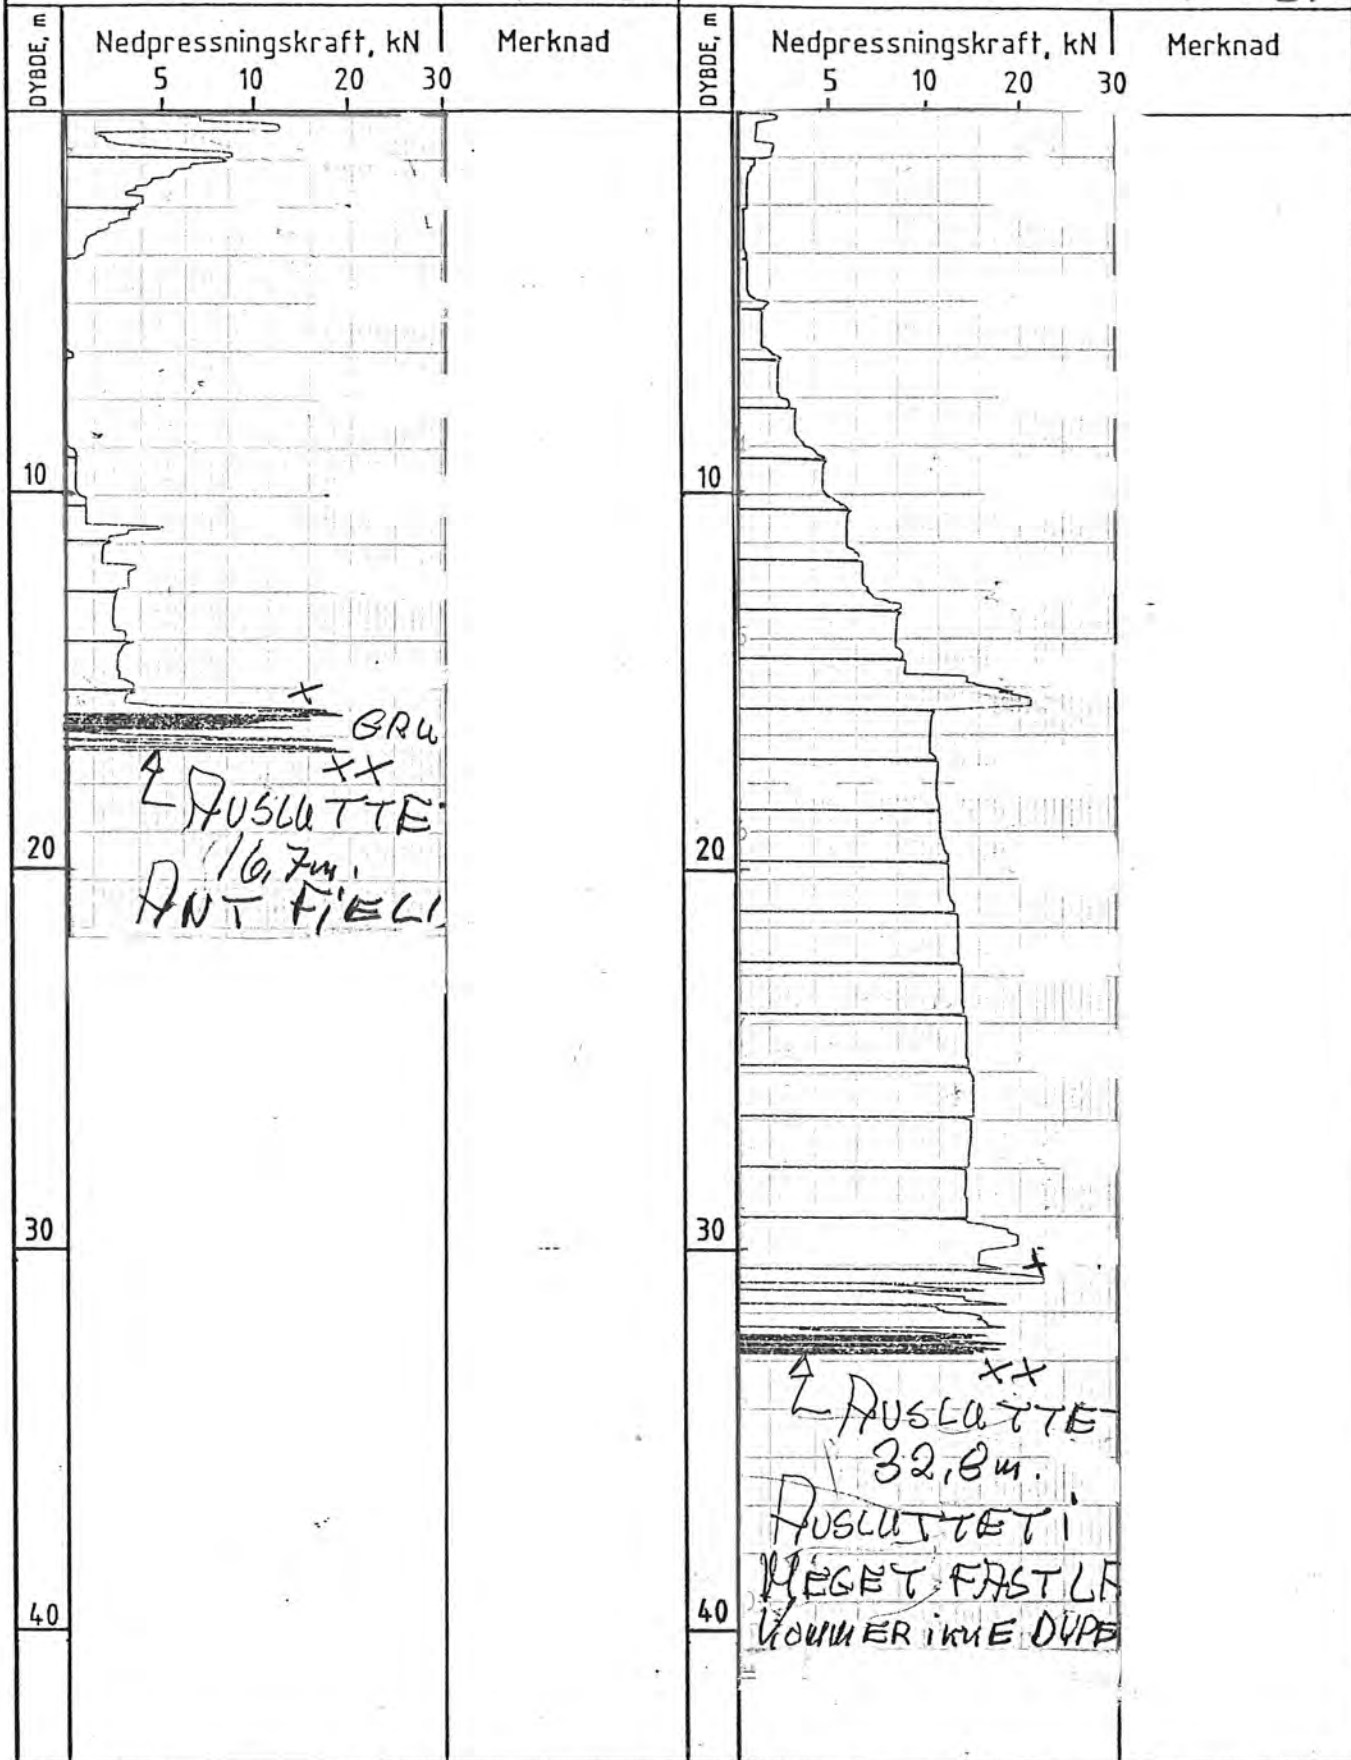 DYBDE, m
Nedpressningskraft, kN
Merknad
5 10 20 30
10
20
30
40
x
GRU
xx
AVSLUTTE
16,7m.
ANT FJELL
DYBDE, m
Nedpressningskraft, kN
Merknad
5 10 20 30
10
20
30
40
x
xx
AVSLUTTE
32,8m.
AVSLUTTET i
MEGET FAST LA
KOMMER iKKE DYPE